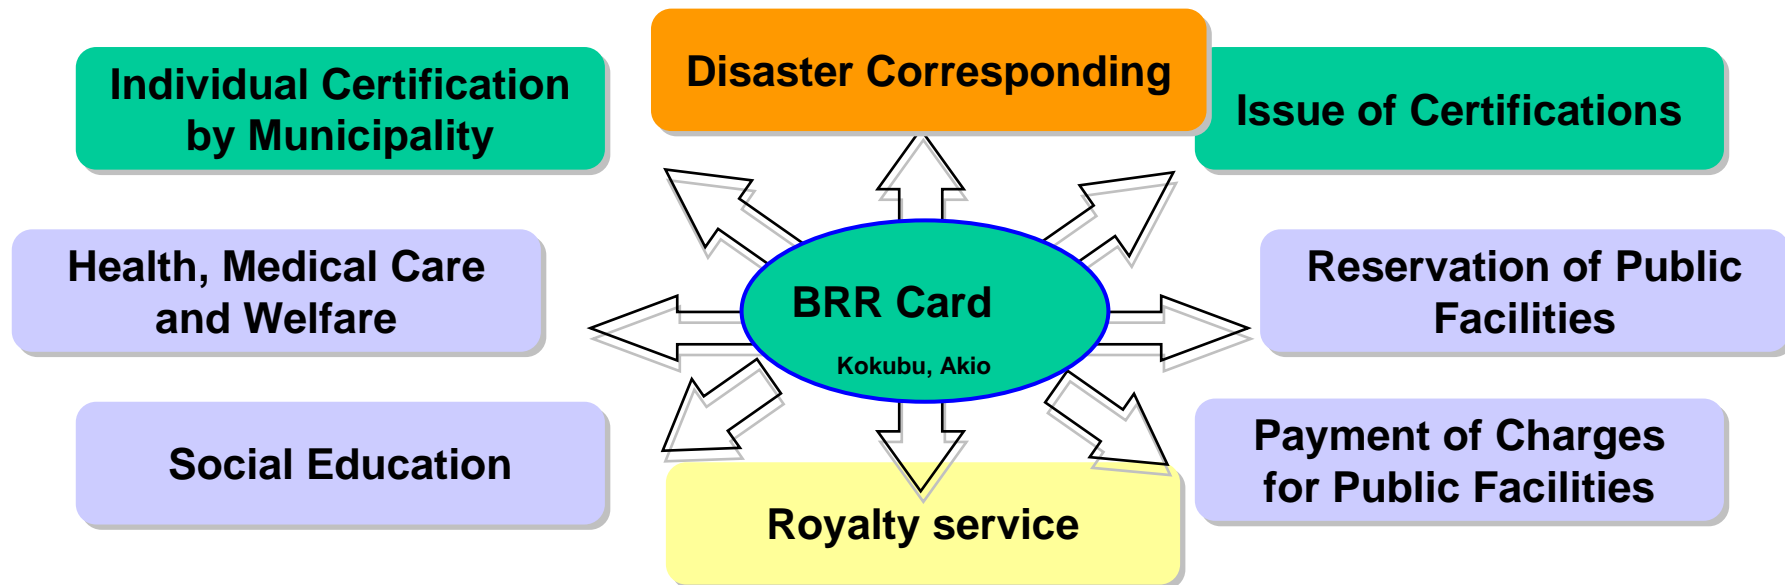 Individual Certification
by Municipality
Disaster Corresponding
Issue of Certifications
Health, Medical Care
and Welfare
BRR Card
Kokubu, Akio
Reservation of Public
Facilities
Social Education
Royalty service
Payment of Charges
for Public Facilities